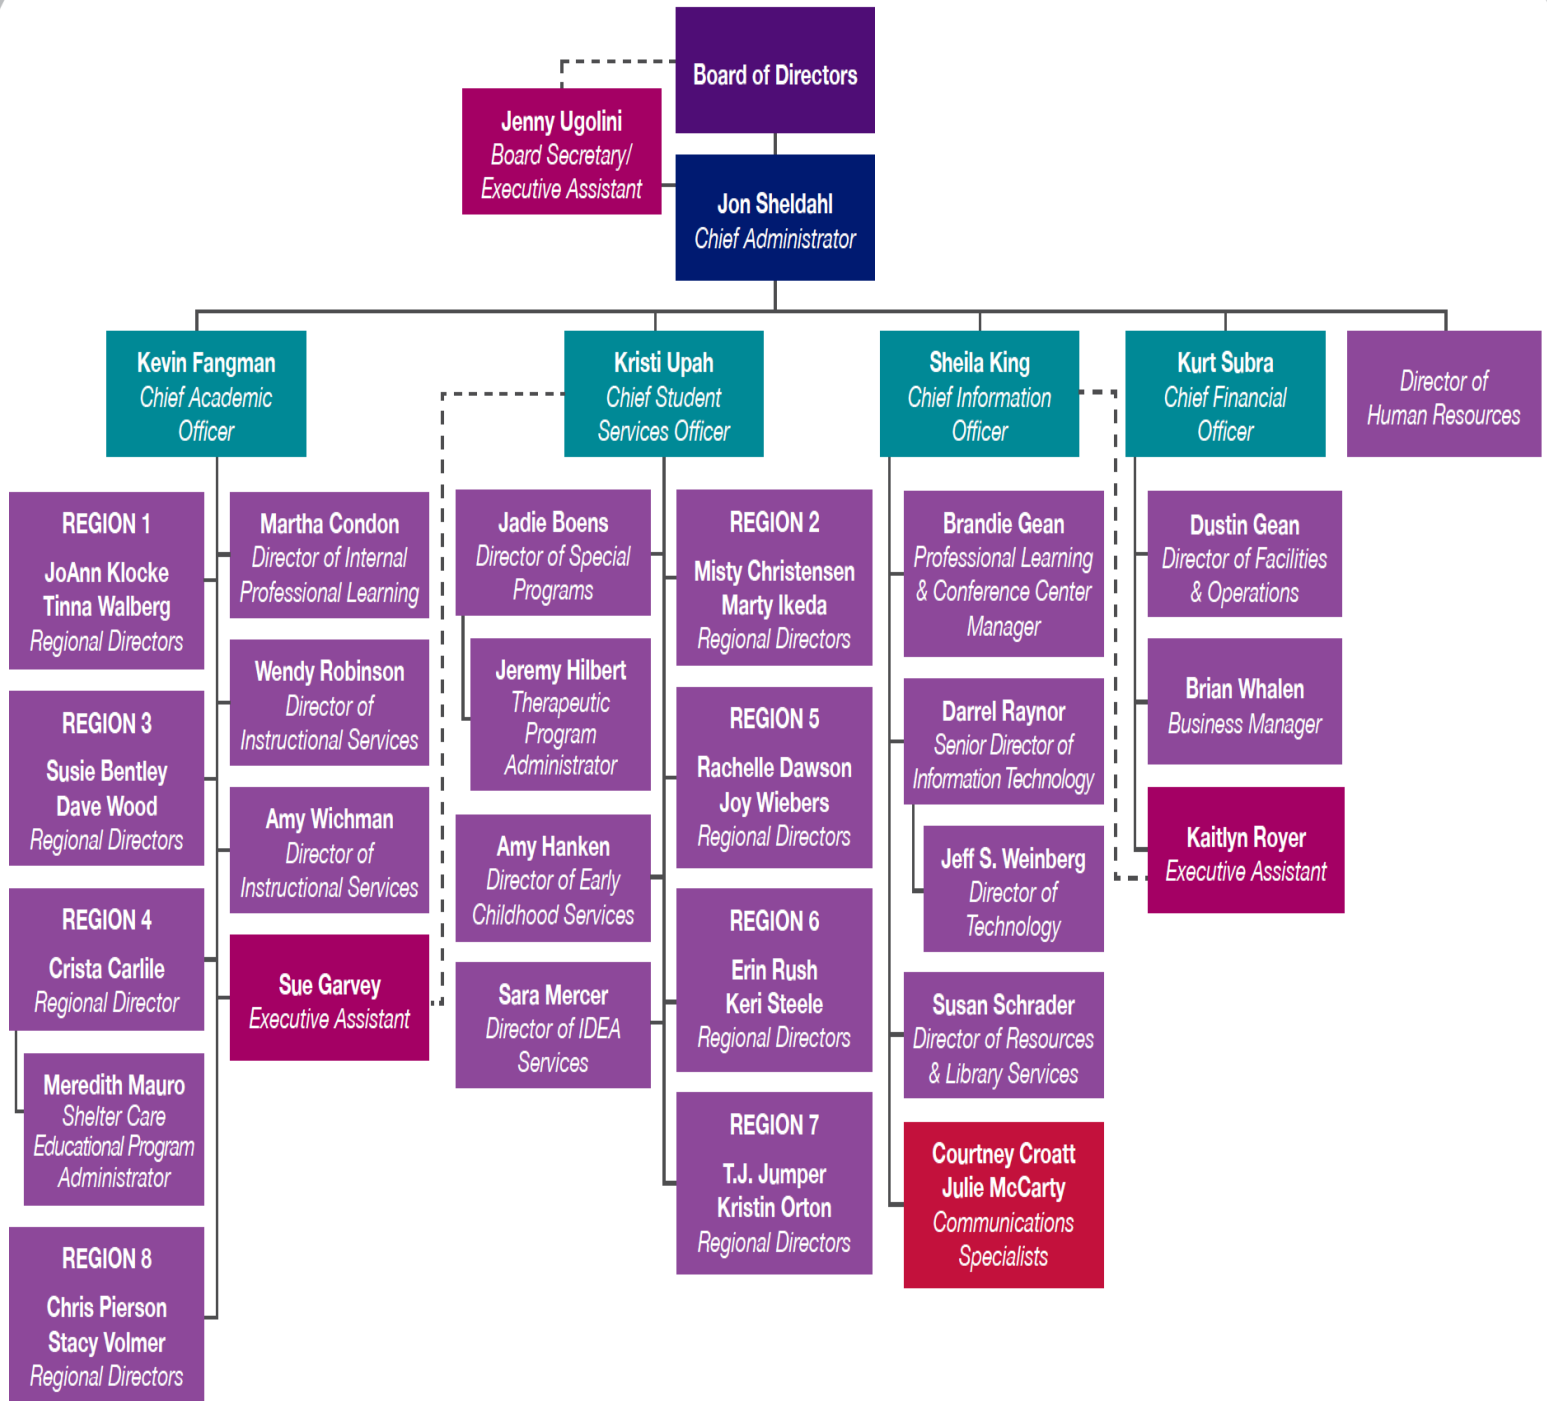 Board of Directors
Jenny Ugolini
Board Secretary/
Executive Assistant
Jon Sheldahl
Chief Administrator
Kevin Fangman
Chief Academic
Officer
Kristi Upah
Chief Student
Services Officer
Sheila King
Chief Information
Officer
Kurt Subra
Chief Financial
Officer
Director of
Human Resources
REGION 1
JoAnn Klocke
Tinna Walberg
Regional Directors
REGION 3
Susie Bentley
Dave Wood
Regional Directors
REGION 4
Crista Carlile
Regional Director
Meredith Mauro
Shelter Care
Educational Program
Administrator
REGION 8
Chris Pierson
Stacy Volmer
Regional Directors
Martha Condon
Director of Internal
Professional Learning
Wendy Robinson
Director of
Instructional Services
Amy Wichman
Director of
Instructional Services
Sue Garvey
Executive Assistant
Jadie Boens
Director of Special
Programs
Jeremy Hilbert
Therapeutic
Program
Administrator
Amy Hanken
Director of Early
Childhood Services
Sara Mercer
Director of IDEA
Services
REGION 2
Misty Christensen
Marty Ikeda
Regional Directors
REGION 5
Rachelle Dawson
Joy Wiebers
Regional Directors
REGION 6
Erin Rush
Keri Steele
Regional Directors
REGION 7
T.J. Jumper
Kristin Orton
Regional Directors
Brandie Gean
Professional Learning
& Conference Center
Manager
Darrel Raynor
Senior Director of
Information Technology
Jeff S. Weinberg
Director of
Technology
Susan Schrader
Director of Resources
& Library Services
Courtney Croatt
Julie McCarty
Communications
Specialists
Dustin Gean
Director of Facilities
& Operations
Brian Whalen
Business Manager
Kaitlyn Royer
Executive Assistant